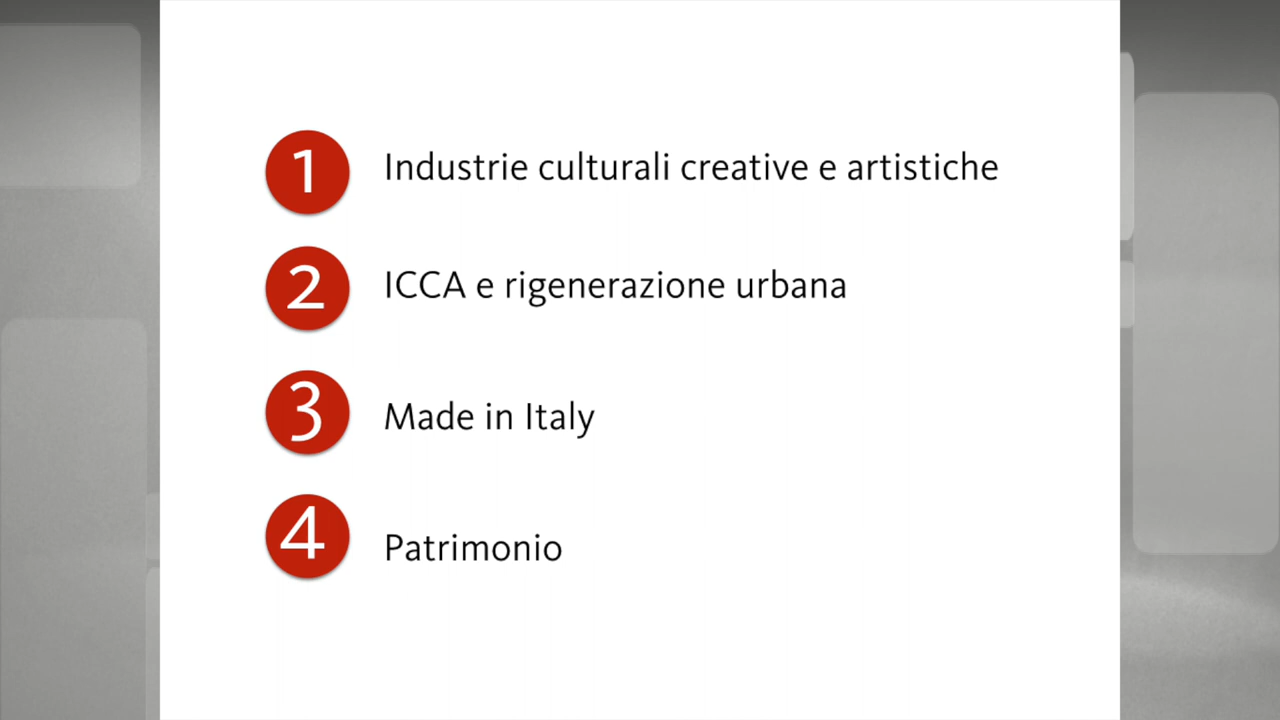 1 Industrie culturali creative e artistiche
2 ICCA e rigenerazione urbana
3 Made in Italy
4 Patrimonio